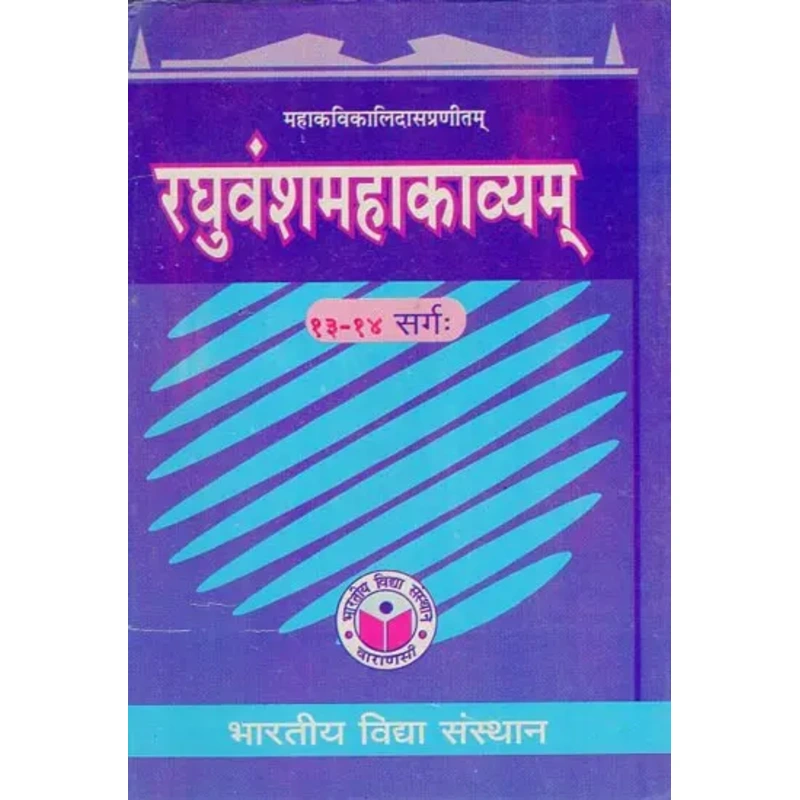 महाकविकालिदासप्रणीतम्
रघुवंशमहाकाव्यम्
१३-१४ सर्गः
भारतीय विद्या संस्थान
वाराणसी
भारतीय विद्या संस्थान